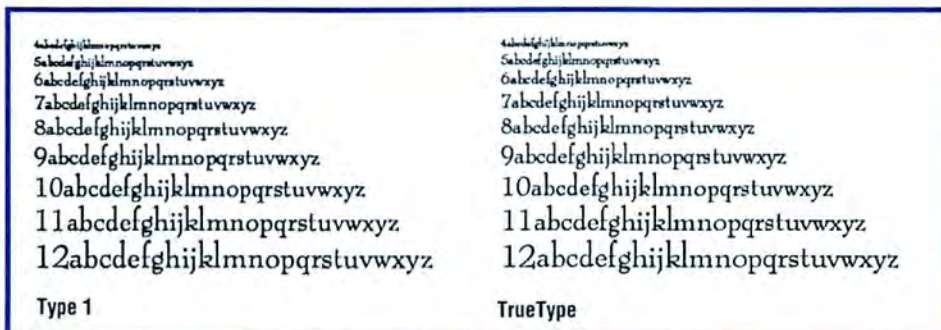 4abcdefghijklmnopqrstuvwxyz
5abcdefghijklmnopqrstuvwxyz
6abcdefghijklmnopqrstuvwxyz
7abcdefghijklmnopqrstuvwxyz
8abcdefghijklmnopqrstuvwxyz
9abcdefghijklmnopqrstuvwxyz
10abcdefghijklmnopqrstuvwxyz
11abcdefghijklmnopqrstuvwxyz
12abcdefghijklmnopqrstuvwxyz
Type 1
4abcdefghijklmnopqrstuvwxyz
5abcdefghijklmnopqrstuvwxyz
6abcdefghijklmnopqrstuvwxyz
7abcdefghijklmnopqrstuvwxyz
8abcdefghijklmnopqrstuvwxyz
9abcdefghijklmnopqrstuvwxyz
10abcdefghijklmnopqrstuvwxyz
11abcdefghijklmnopqrstuvwxyz
12abcdefghijklmnopqrstuvwxyz
TrueType